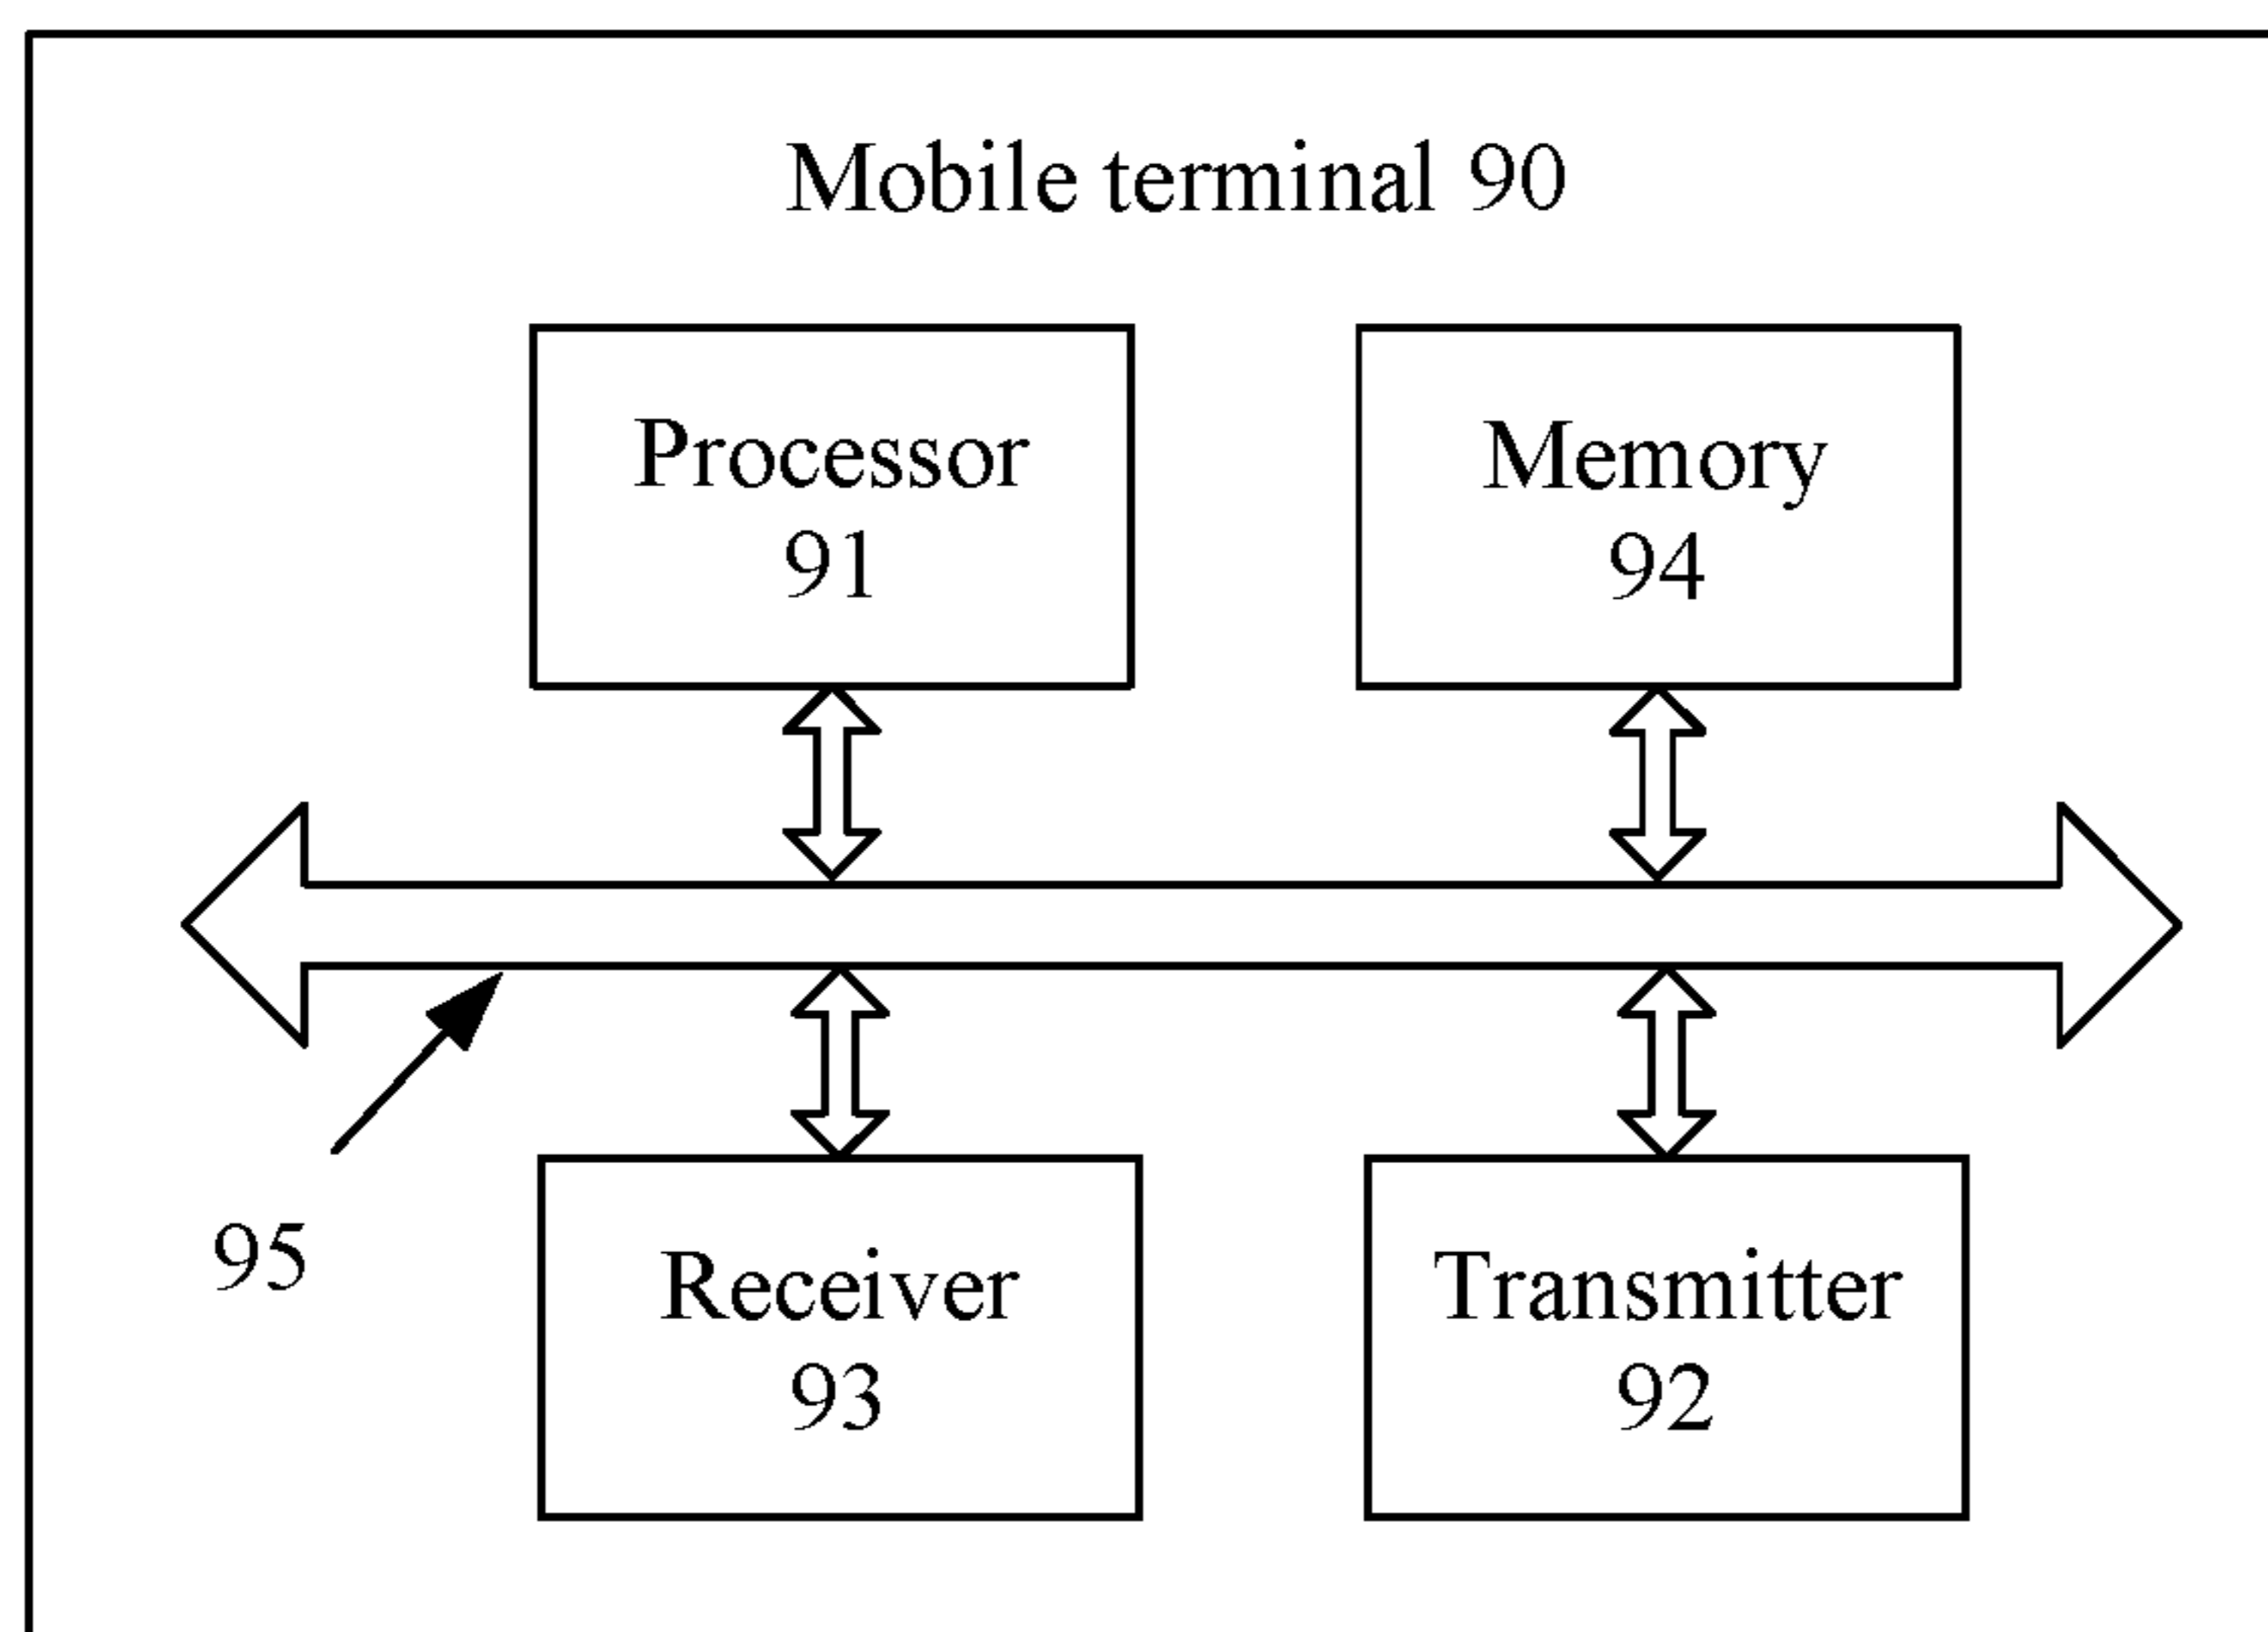 Mobile terminal 90
Processor
91
Memory
94
95
Receiver
93
Transmitter
92